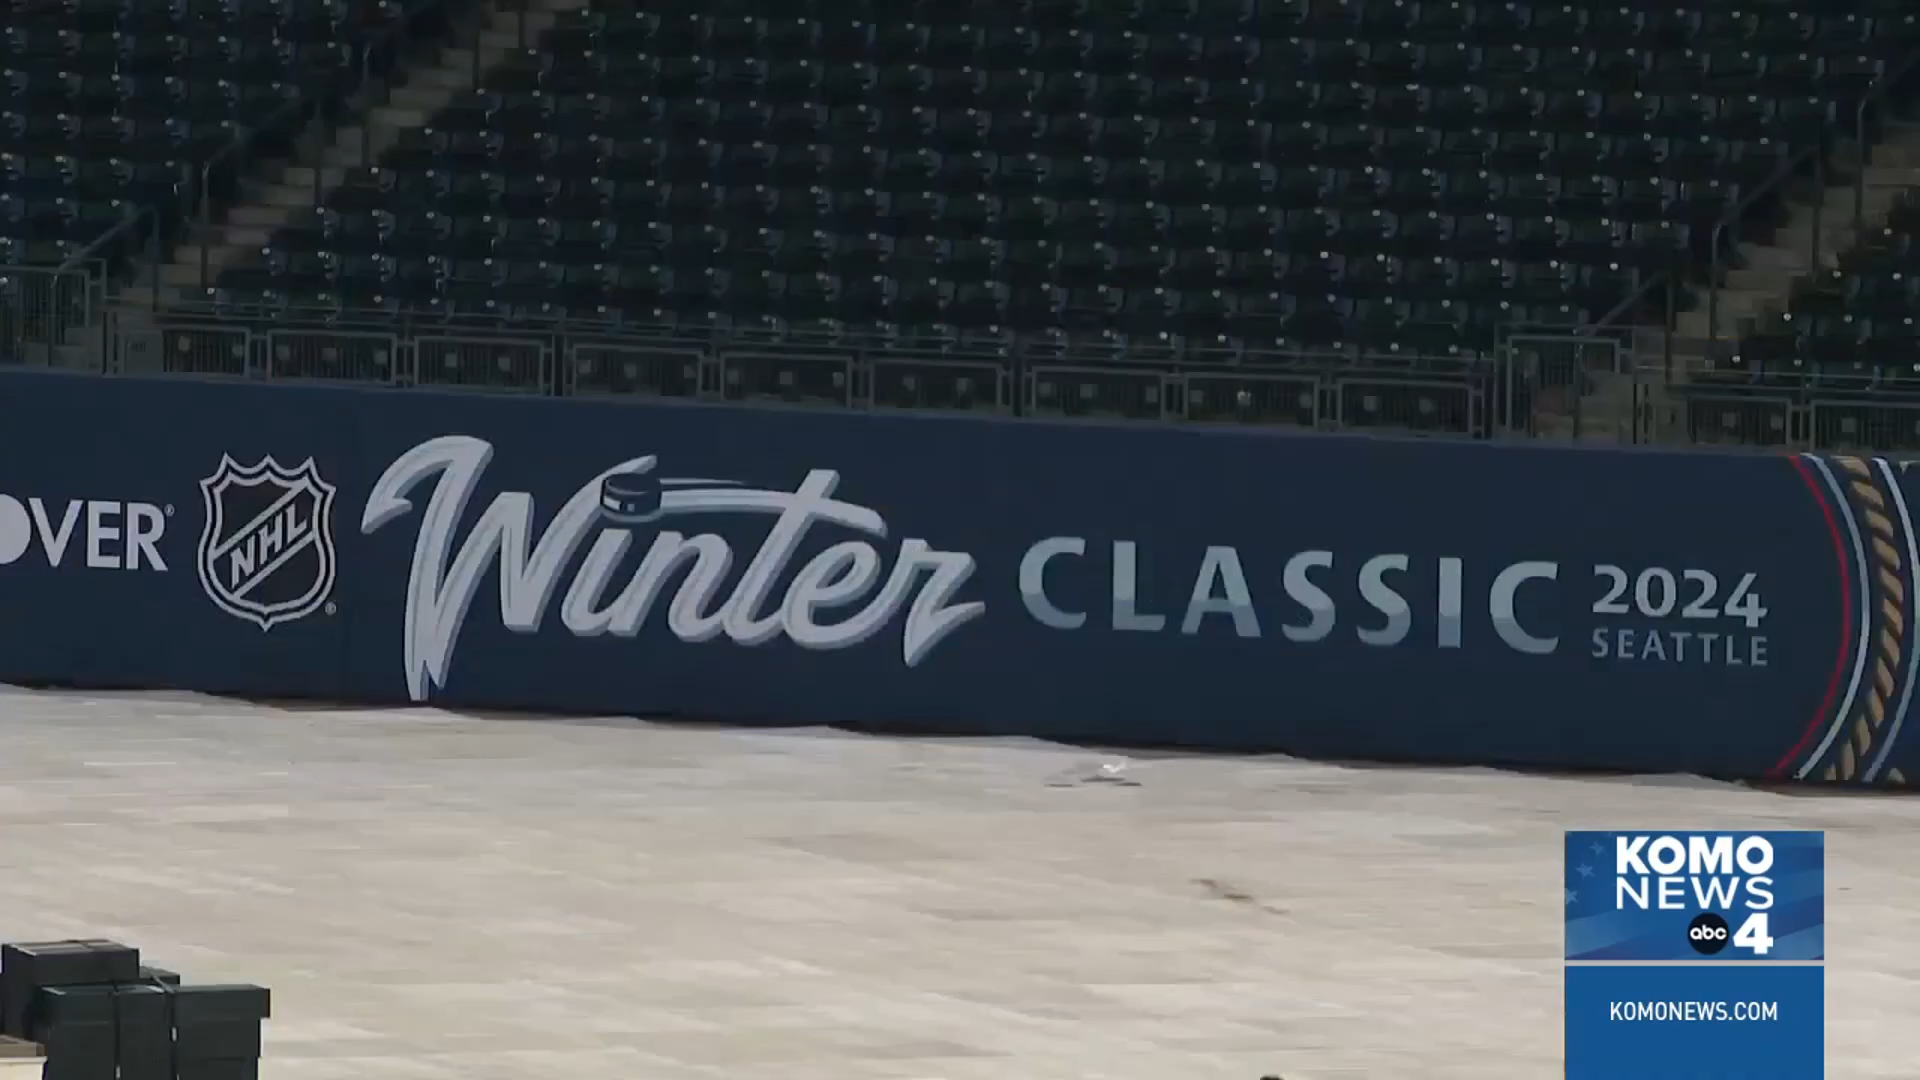 OVER®
NHL®
Winter CLASSIC 2024
SEATTLE
KOMO
NEWS
abc 4
KOMONEWS.COM